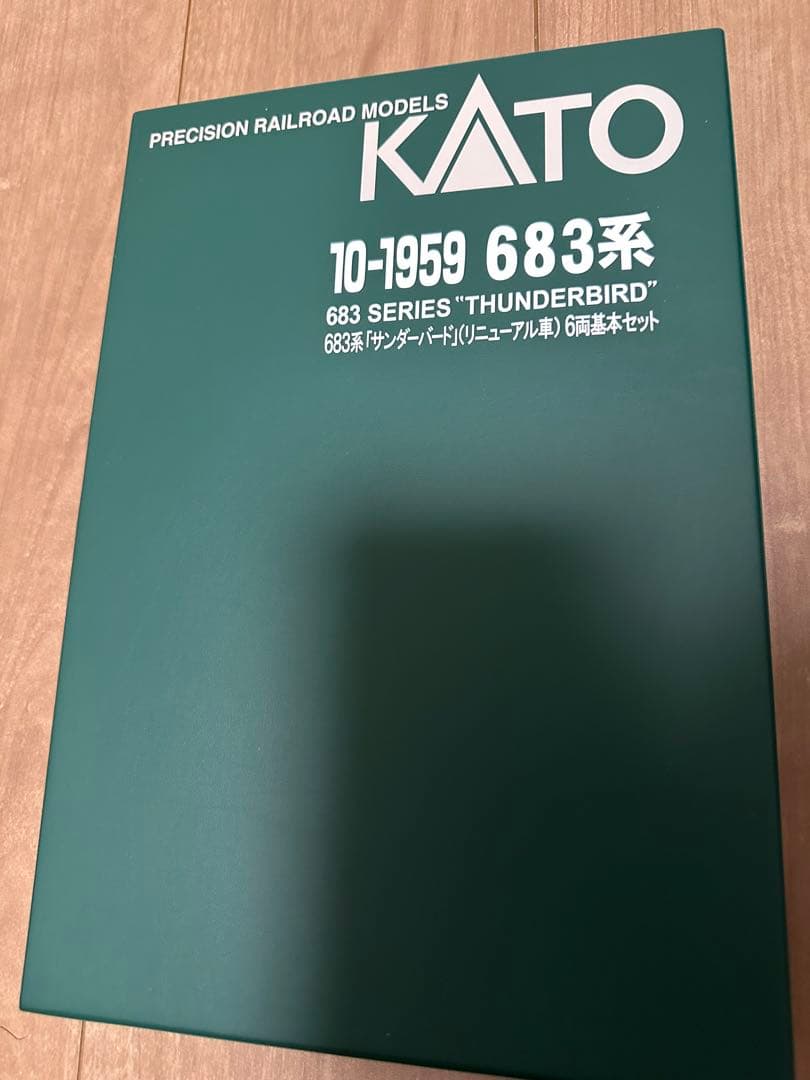 PRECISION RAILROAD MODELS
KATO
10-1959 683系
683 SERIES "THUNDERBIRD"
683系「サンダーバード」(リニューアル車) 6両基本セット